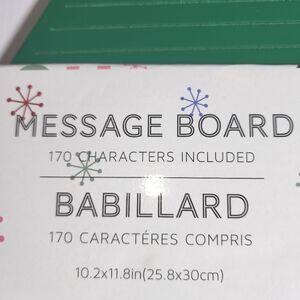 MESSAGE BOARD
170 CHARACTERS INCLUDED
BABILLARD
170 CARACTÉRES COMPRIS
10.2x11.8in(25.8x30cm)